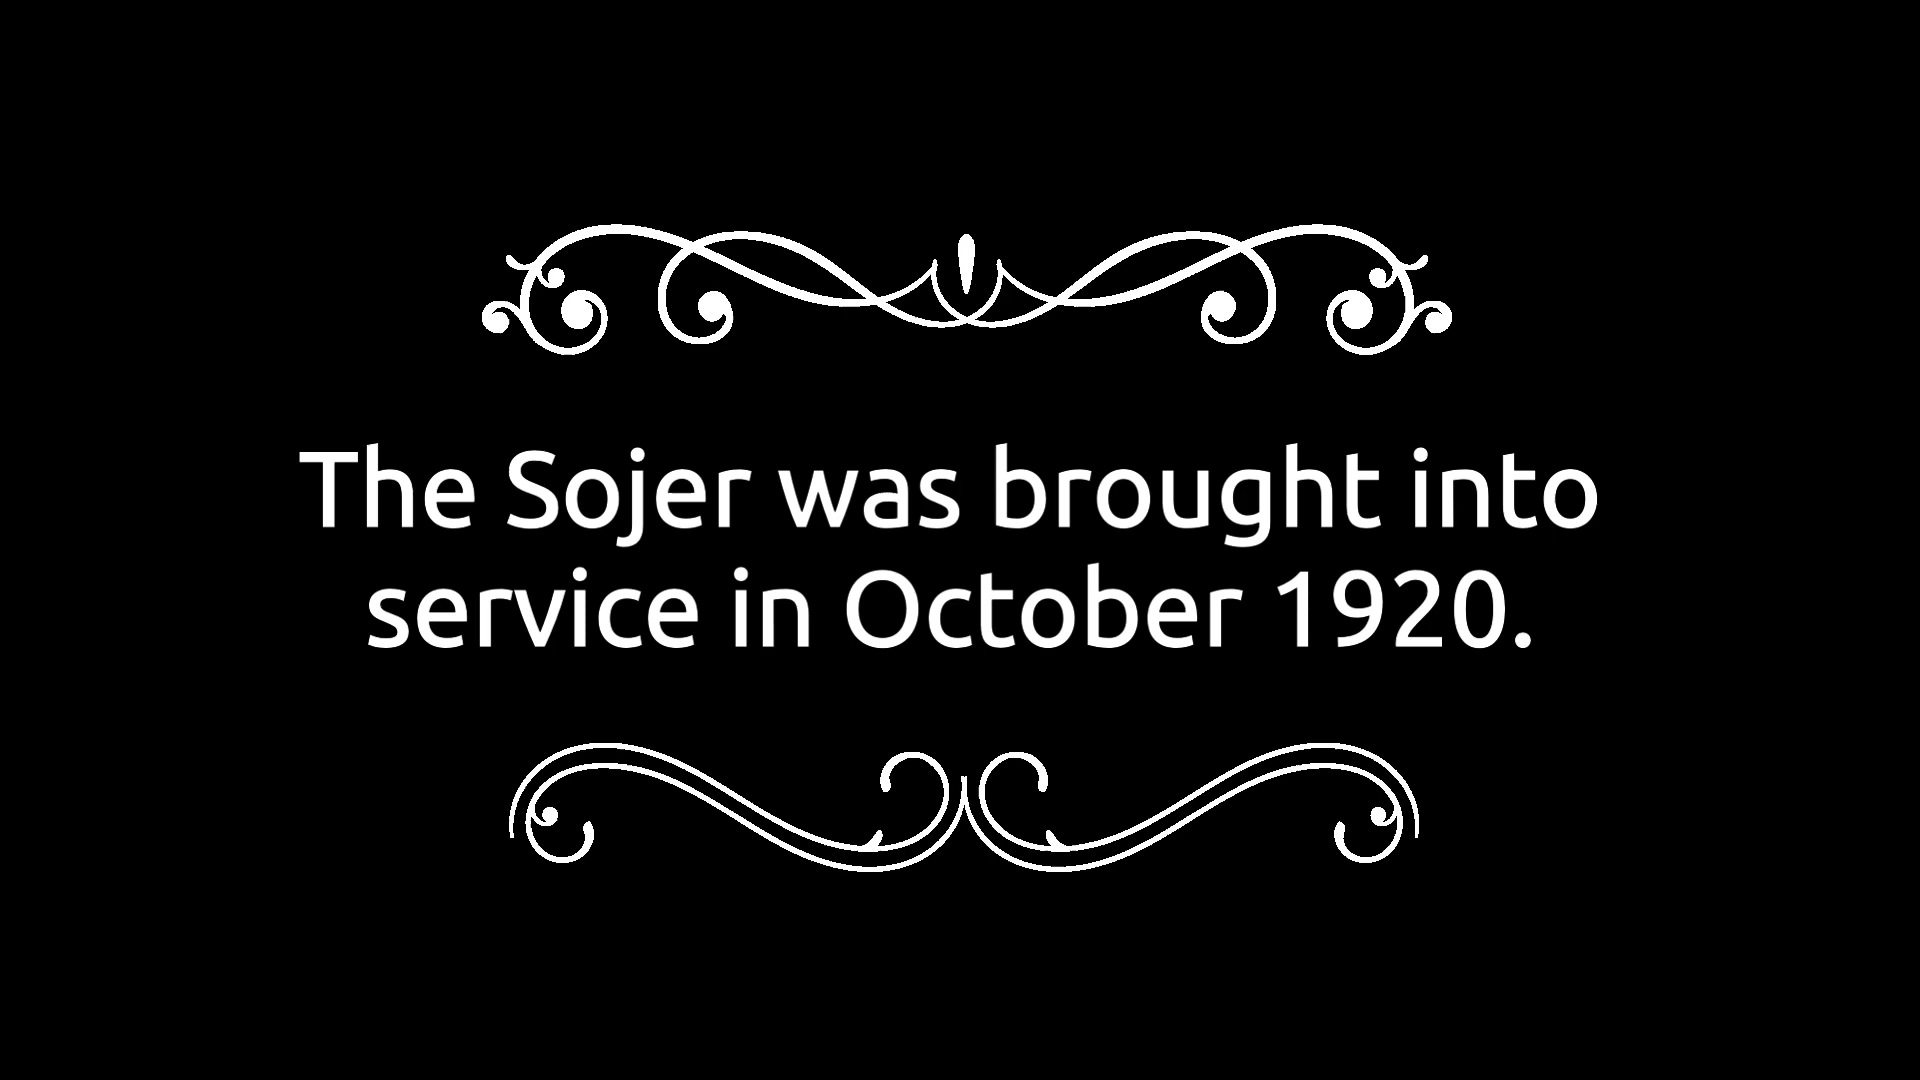 The Sojer was brought into
service in October 1920.